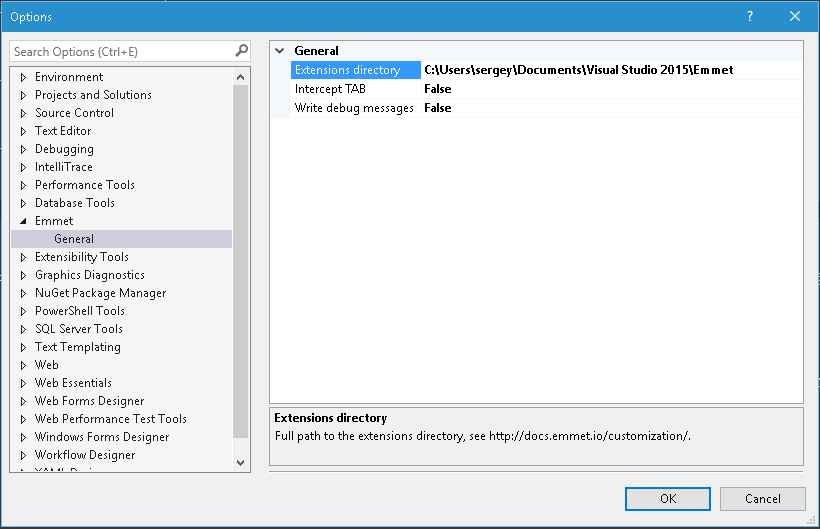 Options
?
Search Options (Ctrl+E)
Environment
Projects and Solutions
Source Control
Text Editor
Debugging
IntelliTrace
Performance Tools
Database Tools
Emmet
General
Extensibility Tools
Graphics Diagnostics
NuGet Package Manager
PowerShell Tools
SQL Server Tools
Text Templating
Web
Web Essentials
Web Forms Designer
Web Performance Test Tools
Windows Forms Designer
Workflow Designer
General
Extensions directory C:\Users\sergey\Documents\Visual Studio 2015\Emmet
Intercept TAB False
Write debug messages False
Extensions directory
Full path to the extensions directory, see http://docs.emmet.io/customization/.
OK Cancel